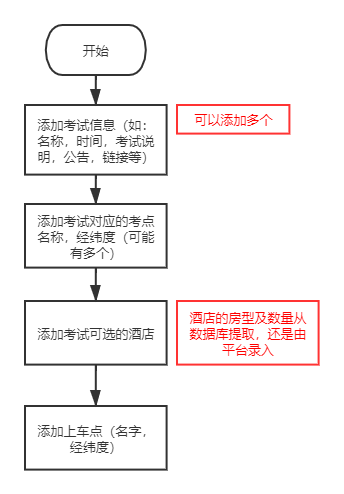 开始
添加考试信息（如：
名称，时间，考试说
明，公告，链接等）
可以添加多个
添加考试对应的考点
名称，经纬度（可能
有多个）
添加考试可选的酒店
酒店的房型及数量从
数据库提取，还是由
平台录入
添加上车点（名字，
经纬度）